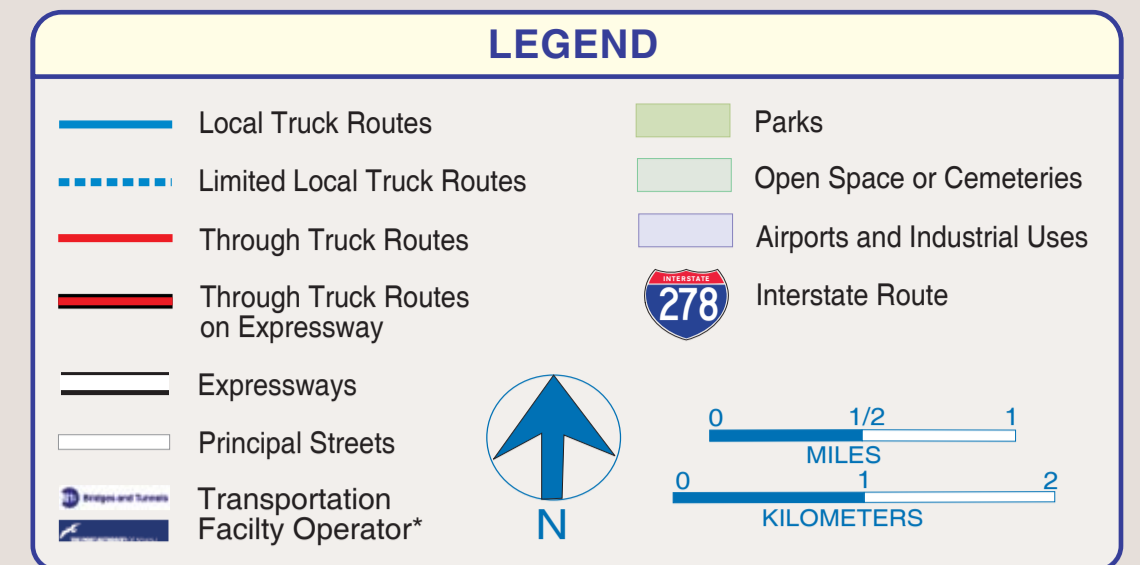 LEGEND
Local Truck Routes
Limited Local Truck Routes
Through Truck Routes
Through Truck Routes
on Expressway
Expressways
Principal Streets
Bridges and Tunnels
Transportation
Facilty Operator*
Parks
Open Space or Cemeteries
Airports and Industrial Uses
INTERSTATE
278
Interstate Route
N
0 1/2 1
MILES
0 1 2
KILOMETERS